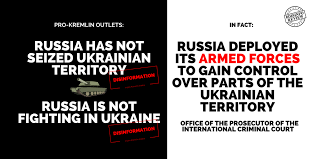 PRO-KREMLIN OUTLETS:
RUSSIA HAS NOT
SEIZED UKRAINIAN
TERRITORY
DISINFORMATION
RUSSIA IS NOT
FIGHTING IN UKRAINE
DISINFORMATION
IN FACT:
RUSSIA DEPLOYED
ITS ARMED FORCES
TO GAIN CONTROL
OVER PARTS OF THE
UKRAINIAN
TERRITORY
OFFICE OF THE PROSECUTOR OF THE
INTERNATIONAL CRIMINAL COURT